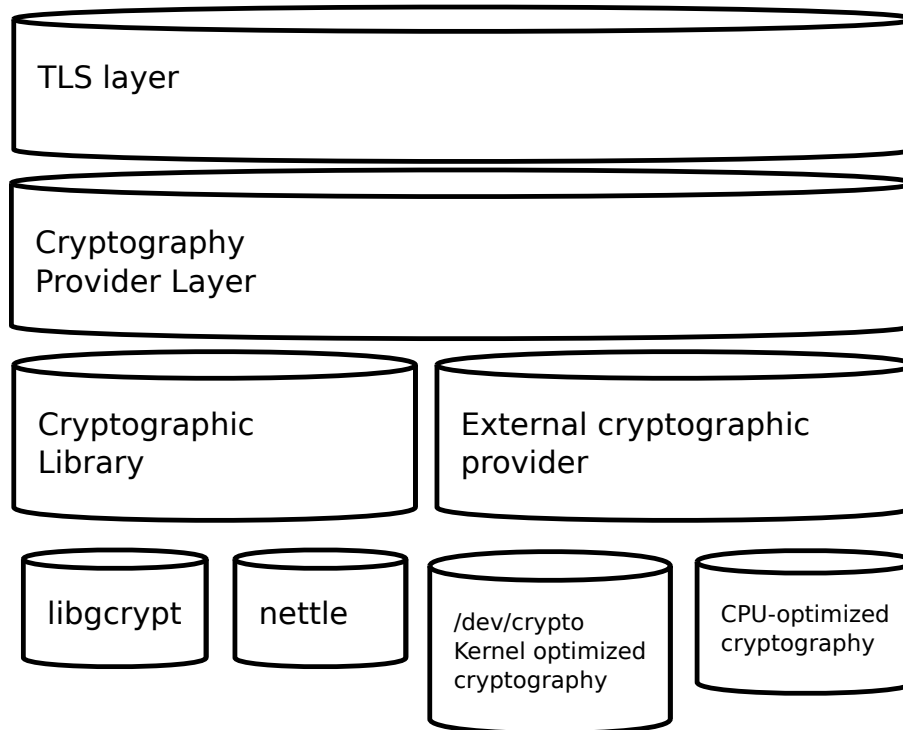 TLS layer
Cryptography
Provider Layer
Cryptographic
Library
External cryptographic
provider
libgcrypt
nettle
/dev/crypto
Kernel optimized
cryptography
CPU-optimized
cryptography